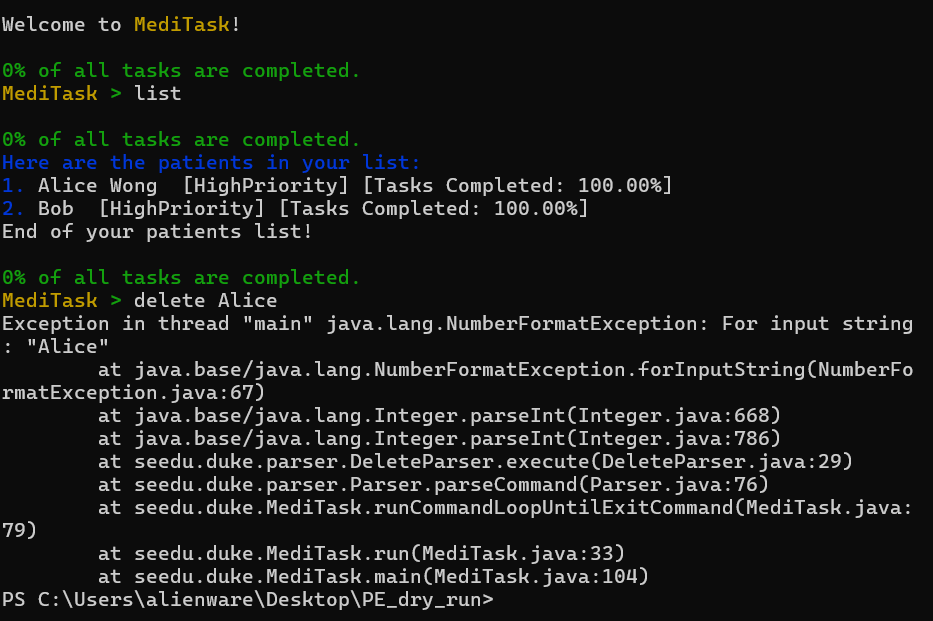 Welcome to MediTask!
0% of all tasks are completed.
MediTask > list
0% of all tasks are completed.
Here are the patients in your list:
1. Alice Wong  [HighPriority] [Tasks Completed: 100.00%]
2. Bob  [HighPriority] [Tasks Completed: 100.00%]
End of your patients list!
0% of all tasks are completed.
MediTask > delete Alice
Exception in thread "main" java.lang.NumberFormatException: For input string
: "Alice"
        at java.base/java.lang.NumberFormatException.forInputString(NumberFo
rmatException.java:67)
        at java.base/java.lang.Integer.parseInt(Integer.java:668)
        at java.base/java.lang.Integer.parseInt(Integer.java:786)
        at seedu.duke.parser.DeleteParser.execute(DeleteParser.java:29)
        at seedu.duke.parser.Parser.parseCommand(Parser.java:76)
        at seedu.duke.MediTask.runCommandLoopUntilExitCommand(MediTask.java:
79)
        at seedu.duke.MediTask.run(MediTask.java:33)
        at seedu.duke.MediTask.main(MediTask.java:104)
PS C:\Users\alienware\Desktop\PE_dry_run>